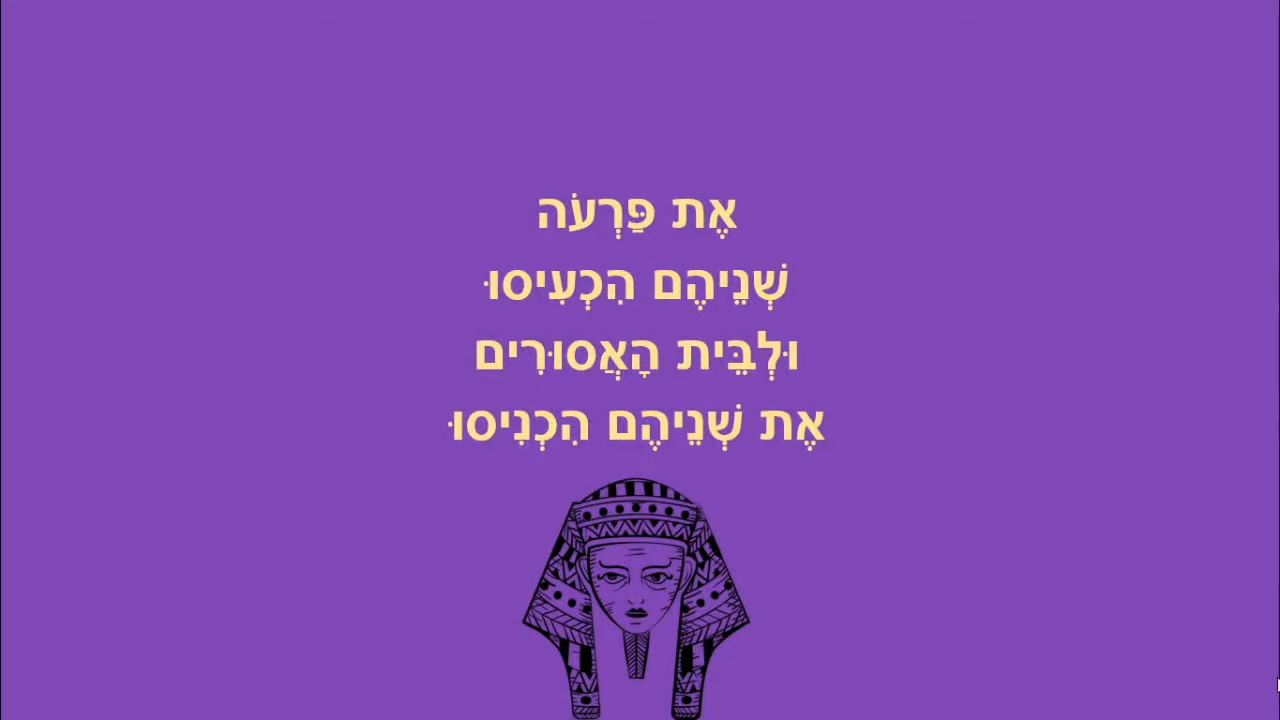 אֶת פַּרְעֹה
שְׁנֵיהֶם הִכְעִיסוּ
וּלְבֵּית הָאֲסוּרִים
אֶת שְׁנֵיהֶם הִכְנִיסוּ